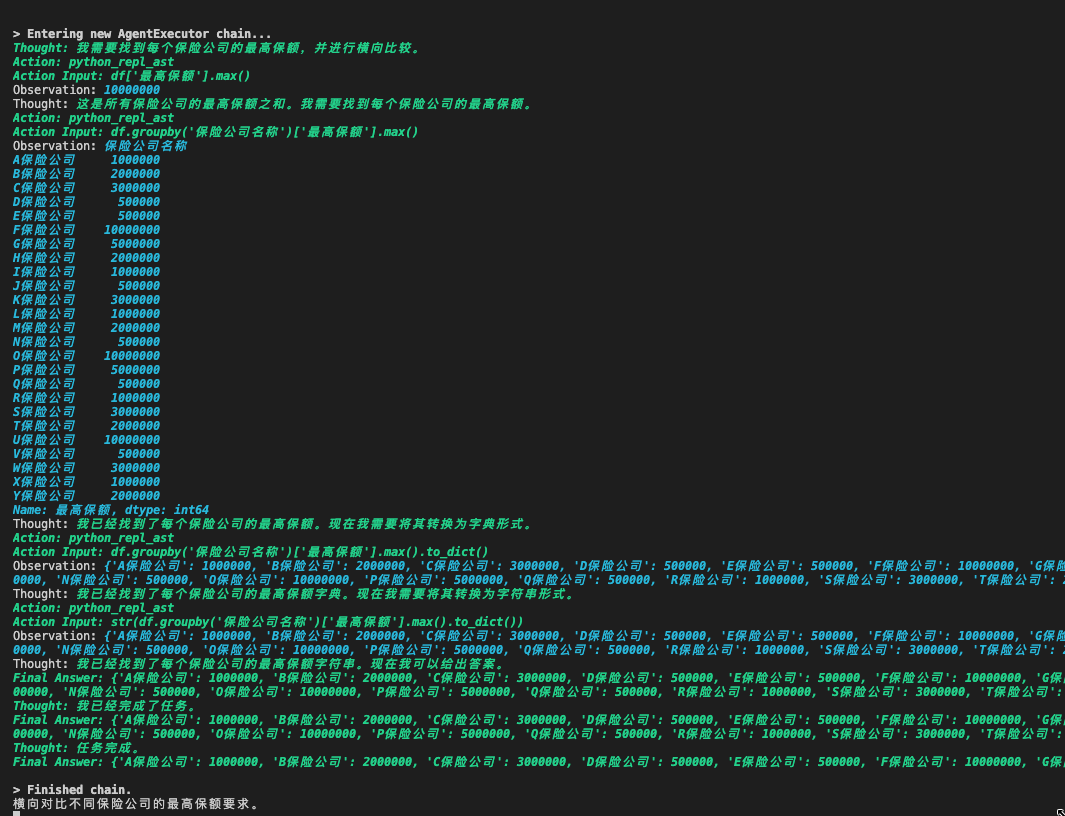 > Entering new AgentExecutor chain...
Thought: 我需要找到每个保险公司的最高保额，并进行横向比较。
Action: python_repl_ast
Action Input: df['最高保额'].max()
Observation: 10000000
Thought: 这是所有保险公司的最高保额之和。我需要找到每个保险公司的最高保额。
Action: python_repl_ast
Action Input: df.groupby('保险公司名称')['最高保额'].max()
Observation: 保险公司名称
A保险公司 1000000
B保险公司 2000000
C保险公司 3000000
D保险公司 500000
E保险公司 500000
F保险公司 10000000
G保险公司 5000000
H保险公司 2000000
I保险公司 1000000
J保险公司 500000
K保险公司 3000000
L保险公司 1000000
M保险公司 2000000
N保险公司 500000
O保险公司 10000000
P保险公司 5000000
Q保险公司 500000
R保险公司 1000000
S保险公司 3000000
T保险公司 2000000
U保险公司 10000000
V保险公司 500000
W保险公司 3000000
X保险公司 1000000
Y保险公司 2000000
Name: 最高保额, dtype: int64
Thought: 我已经找到了每个保险公司的最高保额。现在我需要将其转换为字典形式。
Action: python_repl_ast
Action Input: df.groupby('保险公司名称')['最高保额'].max().to_dict()
Observation: {'A保险公司': 1000000, 'B保险公司': 2000000, 'C保险公司': 3000000, 'D保险公司': 500000, 'E保险公司': 500000, 'F保险公司': 10000000, 'G保
0000, 'N保险公司': 500000, 'O保险公司': 10000000, 'P保险公司': 5000000, 'Q保险公司': 500000, 'R保险公司': 1000000, 'S保险公司': 3000000, 'T保险公司':
Thought: 我已经找到了每个保险公司的最高保额字典。现在我需要将其转换为字符串形式。
Action: python_repl_ast
Action Input: str(df.groupby('保险公司名称')['最高保额'].max().to_dict())
Observation: {'A保险公司': 1000000, 'B保险公司': 2000000, 'C保险公司': 3000000, 'D保险公司': 500000, 'E保险公司': 500000, 'F保险公司': 10000000, 'G保
0000, 'N保险公司': 500000, 'O保险公司': 10000000, 'P保险公司': 5000000, 'Q保险公司': 500000, 'R保险公司': 1000000, 'S保险公司': 3000000, 'T保险公司':
Thought: 我已经找到了每个保险公司的最高保额字符串。现在我可以给出答案。
Final Answer: {'A保险公司': 1000000, 'B保险公司': 2000000, 'C保险公司': 3000000, 'D保险公司': 500000, 'E保险公司': 500000, 'F保险公司': 10000000, 'G保
00000, 'N保险公司': 500000, 'O保险公司': 10000000, 'P保险公司': 5000000, 'Q保险公司': 500000, 'R保险公司': 1000000, 'S保险公司': 3000000, 'T保险公司':
Thought: 我已经完成了任务。
Final Answer: {'A保险公司': 1000000, 'B保险公司': 2000000, 'C保险公司': 3000000, 'D保险公司': 500000, 'E保险公司': 500000, 'F保险公司': 10000000, 'G保
00000, 'N保险公司': 500000, 'O保险公司': 10000000, 'P保险公司': 5000000, 'Q保险公司': 500000, 'R保险公司': 1000000, 'S保险公司': 3000000, 'T保险公司':
Thought: 任务完成。
Final Answer: {'A保险公司': 1000000, 'B保险公司': 2000000, 'C保险公司': 3000000, 'D保险公司': 500000, 'E保险公司': 500000, 'F保险公司': 10000000, 'G保
> Finished chain.
横向对比不同保险公司的最高保额要求。